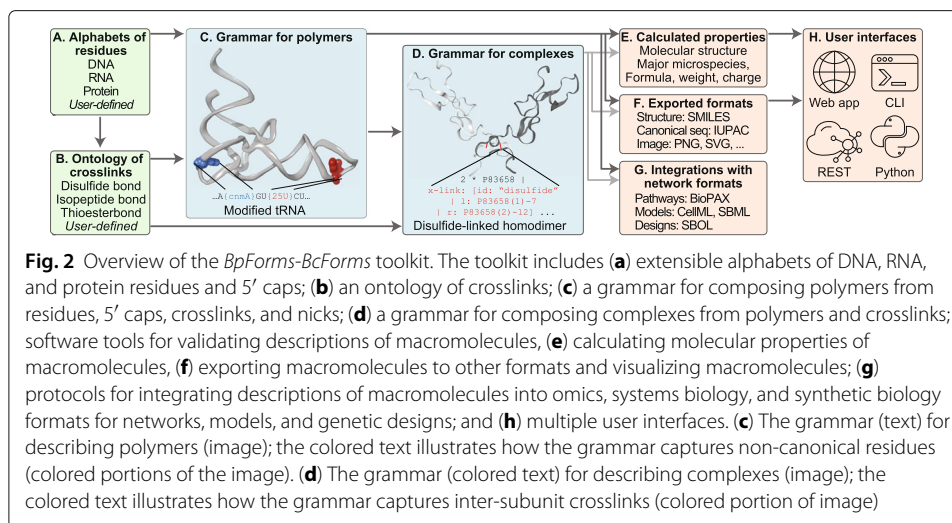 A. Alphabets of
residues
DNA
RNA
Protein
User-defined
B. Ontology of
crosslinks
Disulfide bond
Isopeptide bond
Thioesterbond
User-defined
C. Grammar for polymers
...A{cnmA}GU{25U}CU...
Modified tRNA
D. Grammar for complexes
2 * P83658 |
x-link: [id: "disulfide"
| l: P83658(1)-7
| r: P83658(2)-12] ...
Disulfide-linked homodimer
E. Calculated properties
Molecular structure
Major microspecies,
Formula, weight, charge
F. Exported formats
Structure: SMILES
Canonical seq: IUPAC
Image: PNG, SVG, ...
G. Integrations with
network formats
Pathways: BioPAX
Models: CellML, SBML
Designs: SBOL
H. User interfaces
Web app
CLI
REST
Python
Fig. 2 Overview of the BpForms-BcForms toolkit. The toolkit includes (a) extensible alphabets of DNA, RNA,
and protein residues and 5′ caps; (b) an ontology of crosslinks; (c) a grammar for composing polymers from
residues, 5′ caps, crosslinks, and nicks; (d) a grammar for composing complexes from polymers and crosslinks;
software tools for validating descriptions of macromolecules, (e) calculating molecular properties of
macromolecules, (f) exporting macromolecules to other formats and visualizing macromolecules; (g)
protocols for integrating descriptions of macromolecules into omics, systems biology, and synthetic biology
formats for networks, models, and genetic designs; and (h) multiple user interfaces. (c) The grammar (text) for
describing polymers (image); the colored text illustrates how the grammar captures non-canonical residues
(colored portions of the image). (d) The grammar (colored text) for describing complexes (image); the
colored text illustrates how the grammar captures inter-subunit crosslinks (colored portion of image)